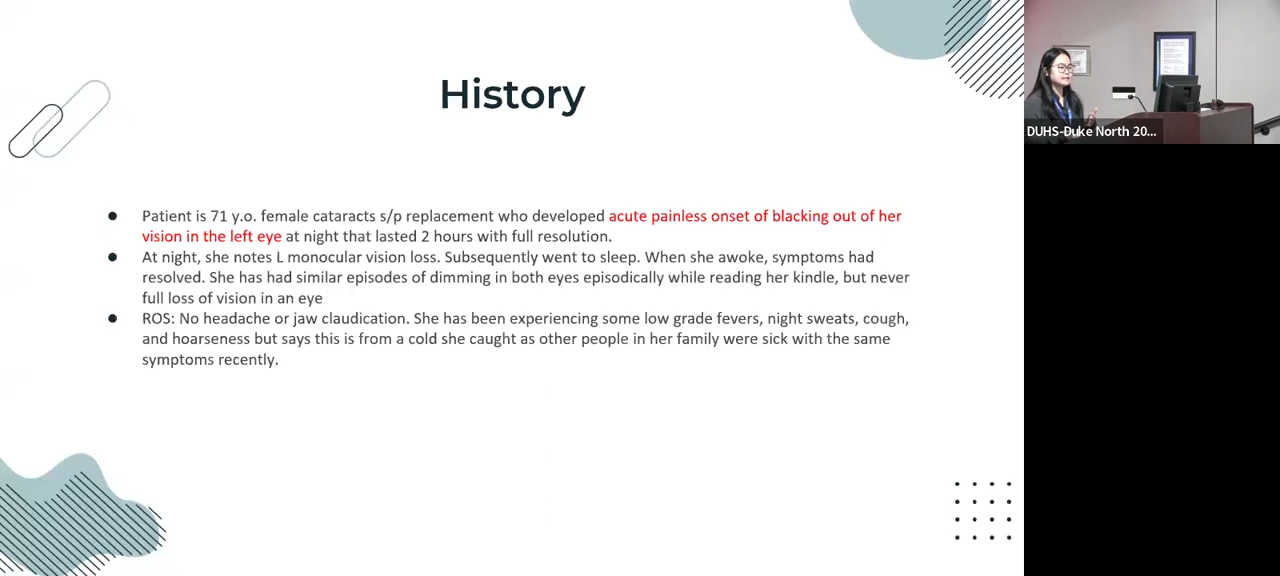 History
Patient is 71 y.o. female cataracts s/p replacement who developed acute painless onset of blacking out of her
vision in the left eye at night that lasted 2 hours with full resolution.
At night, she notes L monocular vision loss. Subsequently went to sleep. When she awoke, symptoms had
resolved. She has had similar episodes of dimming in both eyes episodically while reading her kindle, but never
full loss of vision in an eye
ROS: No headache or jaw claudication. She has been experiencing some low grade fevers, night sweats, cough,
and hoarseness but says this is from a cold she caught as other people in her family were sick with the same
symptoms recently.
DUHS-Duke North 20...